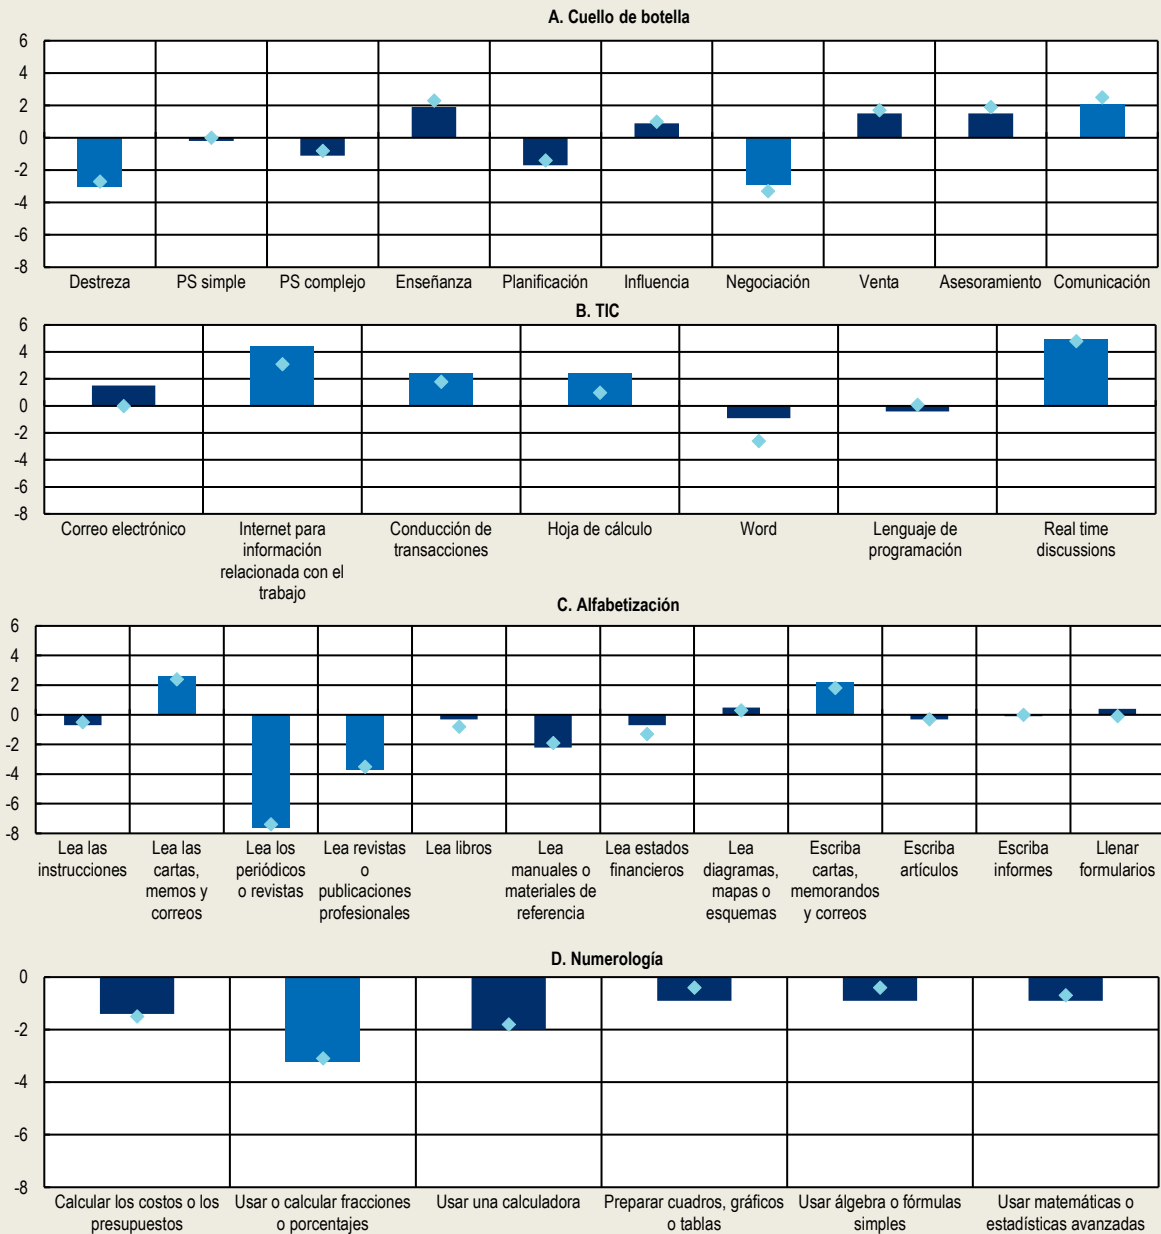 A. Cuello de botella
6
4
2
0
-2
-4
-6
-8
Destreza PS simple PS complejo Enseñanza Planificación Influencia Negociación Venta Asesoramiento Comunicación
B. TIC
6
4
2
0
-2
-4
-6
-8
Correo electrónico Internet para Conducción de Hoja de cálculo Word Lenguaje de Real time
información transacciones programación discussions
relacionada con el
trabajo
C. Alfabetización
6
4
2
0
-2
-4
-6
-8
Lea las Lea las Lea los Lea revistas Lea libros Lea Lea estados Lea Escriba Escriba Escriba Llenar
instrucciones cartas, periódicos o manuales o financieros diagramas, cartas, artículos informes formularios
memos y o revistas publicaciones materiales de mapas o memorandos
correos profesionales referencia esquemas y correos
D. Numerología
0
-2
-4
-6
-8
Calcular los costos o los Usar o calcular fracciones Usar una calculadora Preparar cuadros, gráficos Usar álgebra o fórmulas Usar matemáticas o
presupuestos o porcentajes o tablas simples estadísticas avanzadas